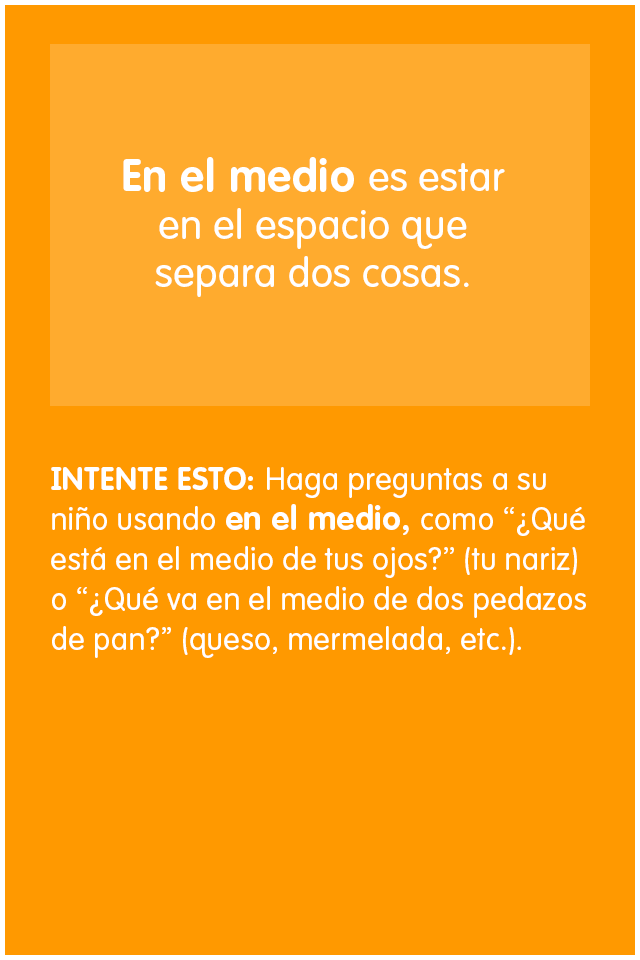 En el medio es estar
en el espacio que
separa dos cosas.
INTENTE ESTO: Haga preguntas a su
niño usando en el medio, como “¿Qué
está en el medio de tus ojos?” (tu nariz)
o “¿Qué va en el medio de dos pedazos
de pan?” (queso, mermelada, etc.).